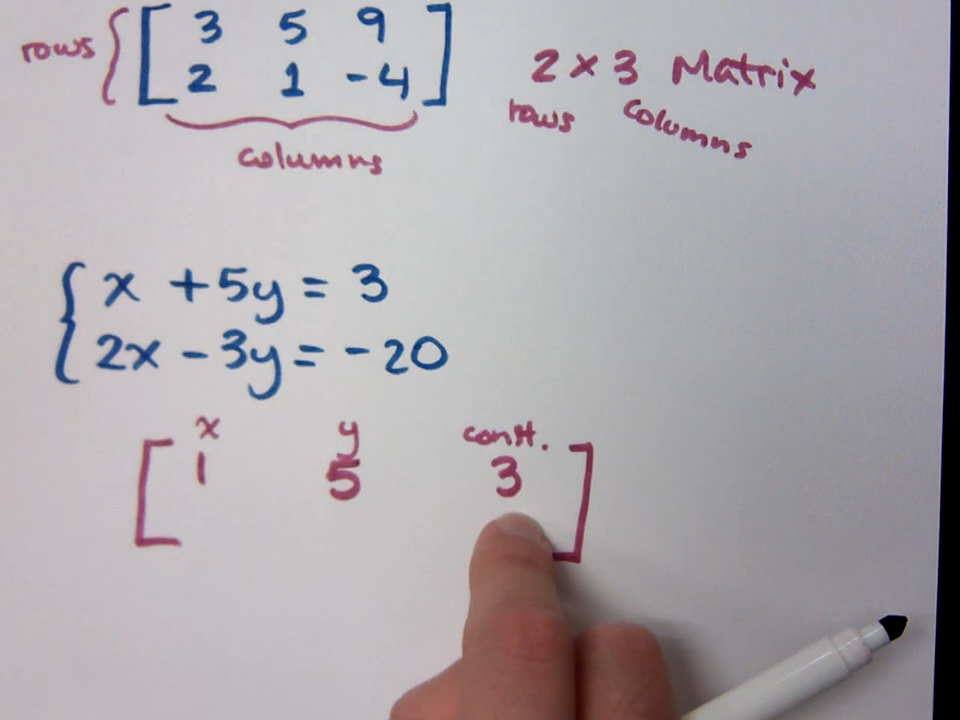 rows { [ 3 5 9
2 1 -4 ]
columns
2 × 3 Matrix
rows columns
{ x + 5y = 3
2x - 3y = -20
x y const.
[ 1 5 3 ]